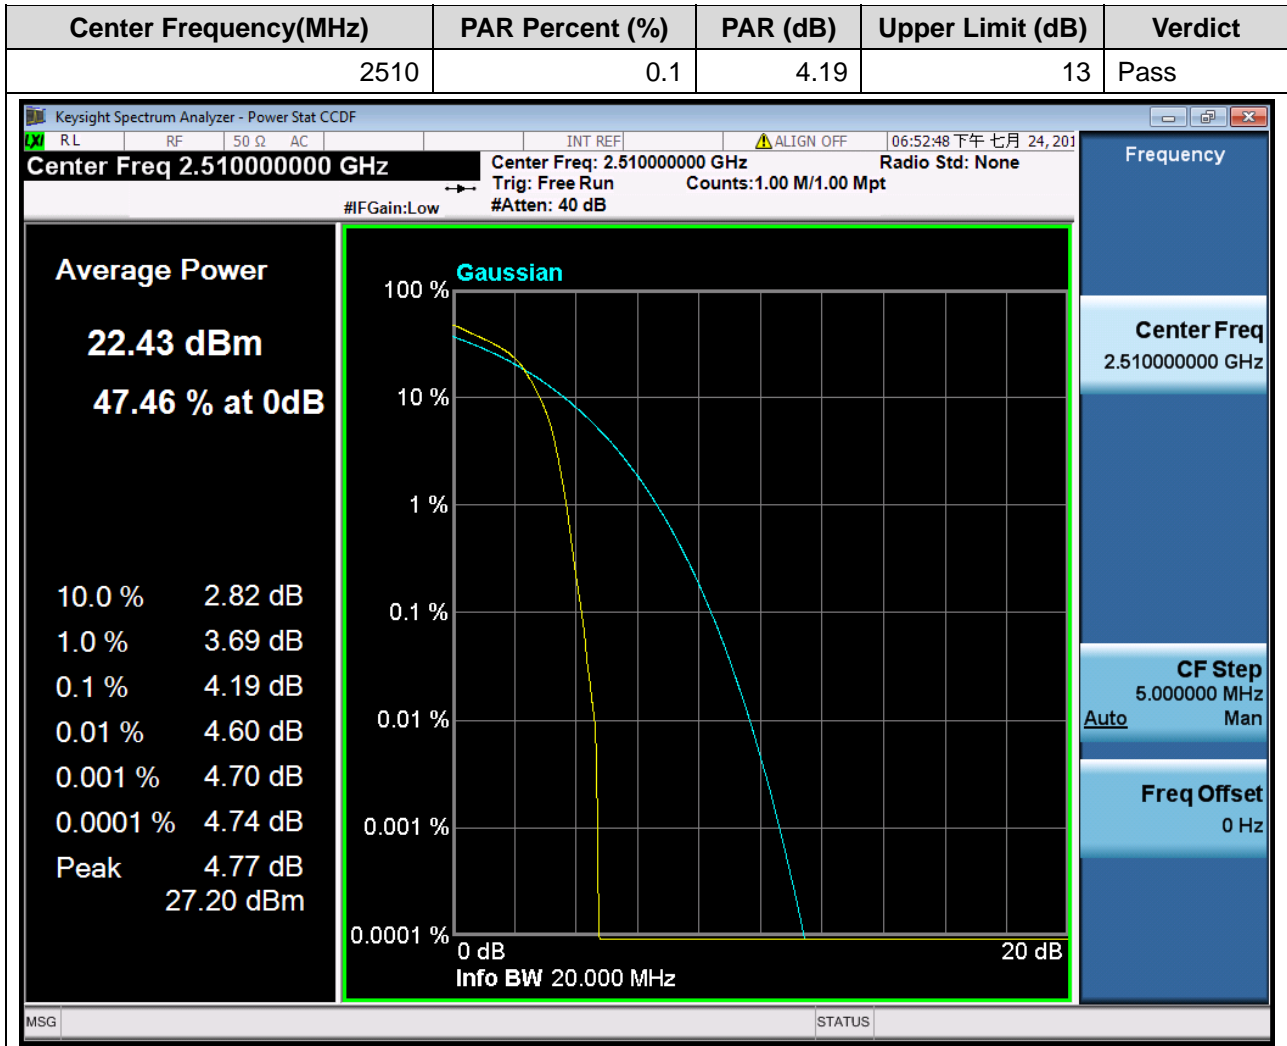 Center Frequency(MHz) PAR Percent (%) PAR (dB) Upper Limit (dB) Verdict
2510 0.1 4.19 13 Pass
Keysight Spectrum Analyzer - Power Stat CCDF
LXI RL RF 50 Ω AC INT REF ALIGN OFF 06:52:48 下午 七月 24, 201
Center Freq 2.510000000 GHz
Center Freq: 2.510000000 GHz Radio Std: None
Trig: Free Run Counts:1.00 M/1.00 Mpt
#IFGain:Low #Atten: 40 dB
Frequency
Average Power
22.43 dBm
47.46 % at 0dB
10.0 % 2.82 dB
1.0 % 3.69 dB
0.1 % 4.19 dB
0.01 % 4.60 dB
0.001 % 4.70 dB
0.0001 % 4.74 dB
Peak 4.77 dB
27.20 dBm
Gaussian
100 %
10 %
1 %
0.1 %
0.01 %
0.001 %
0.0001 %
0 dB 20 dB
Info BW 20.000 MHz
Center Freq
2.510000000 GHz
CF Step
5.000000 MHz
Auto Man
Freq Offset
0 Hz
MSG STATUS